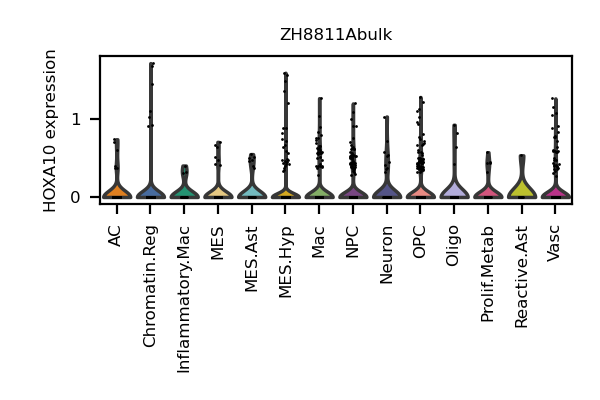 ZH8811Abulk
HOXA10 expression
1
0
AC
Chromatin.Reg
Inflammatory.Mac
MES
MES.Ast
MES.Hyp
Mac
NPC
Neuron
OPC
Oligo
Prolif.Metab
Reactive.Ast
Vasc